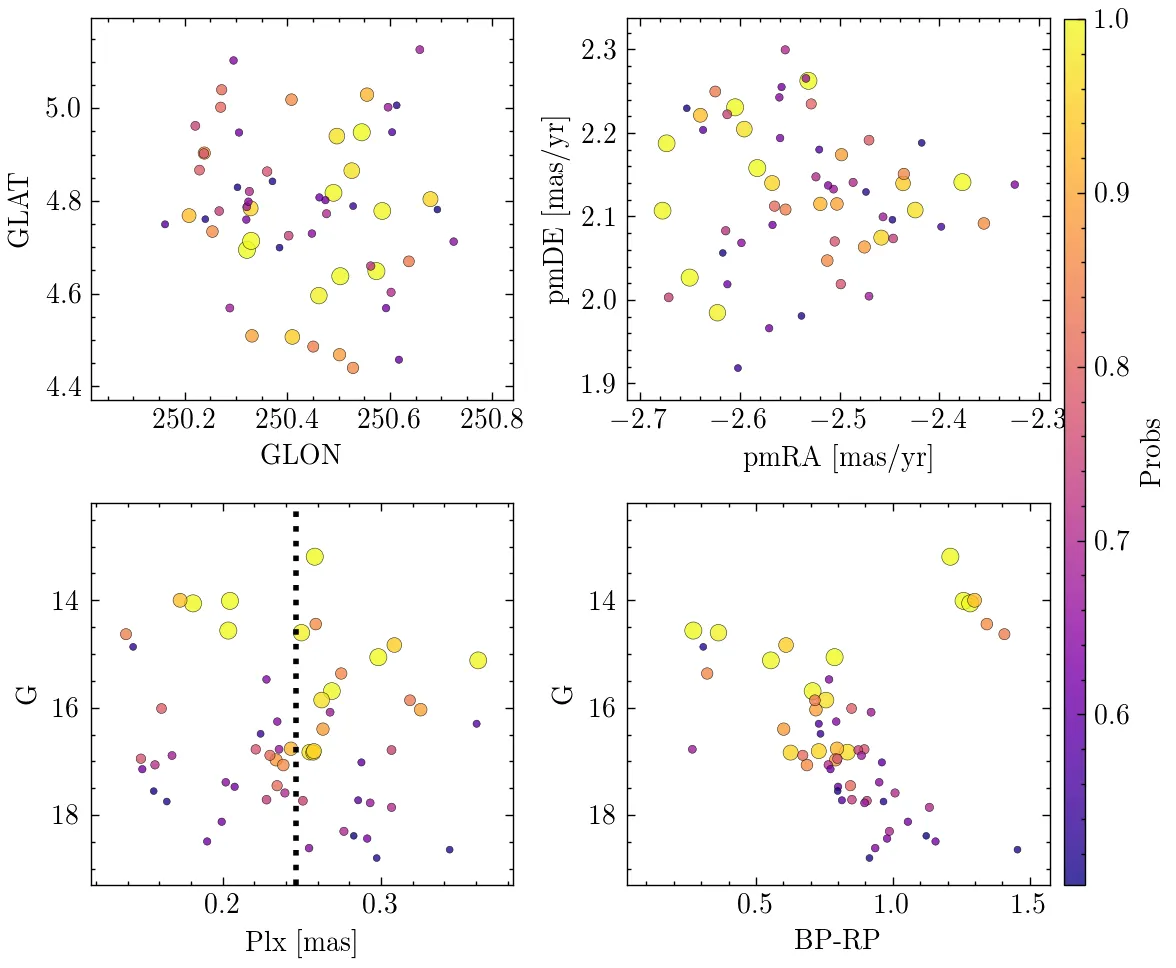 5.0
4.8
4.6
4.4
GLAT
250.2 250.4 250.6 250.8
GLON
2.3
2.2
2.1
2.0
1.9
pmDE [mas/yr]
−2.7 −2.6 −2.5 −2.4 −2.3
pmRA [mas/yr]
1.0
0.9
0.8
0.7
0.6
Probs
14
16
18
G
0.2 0.3
Plx [mas]
14
16
18
G
0.5 1.0 1.5
BP-RP